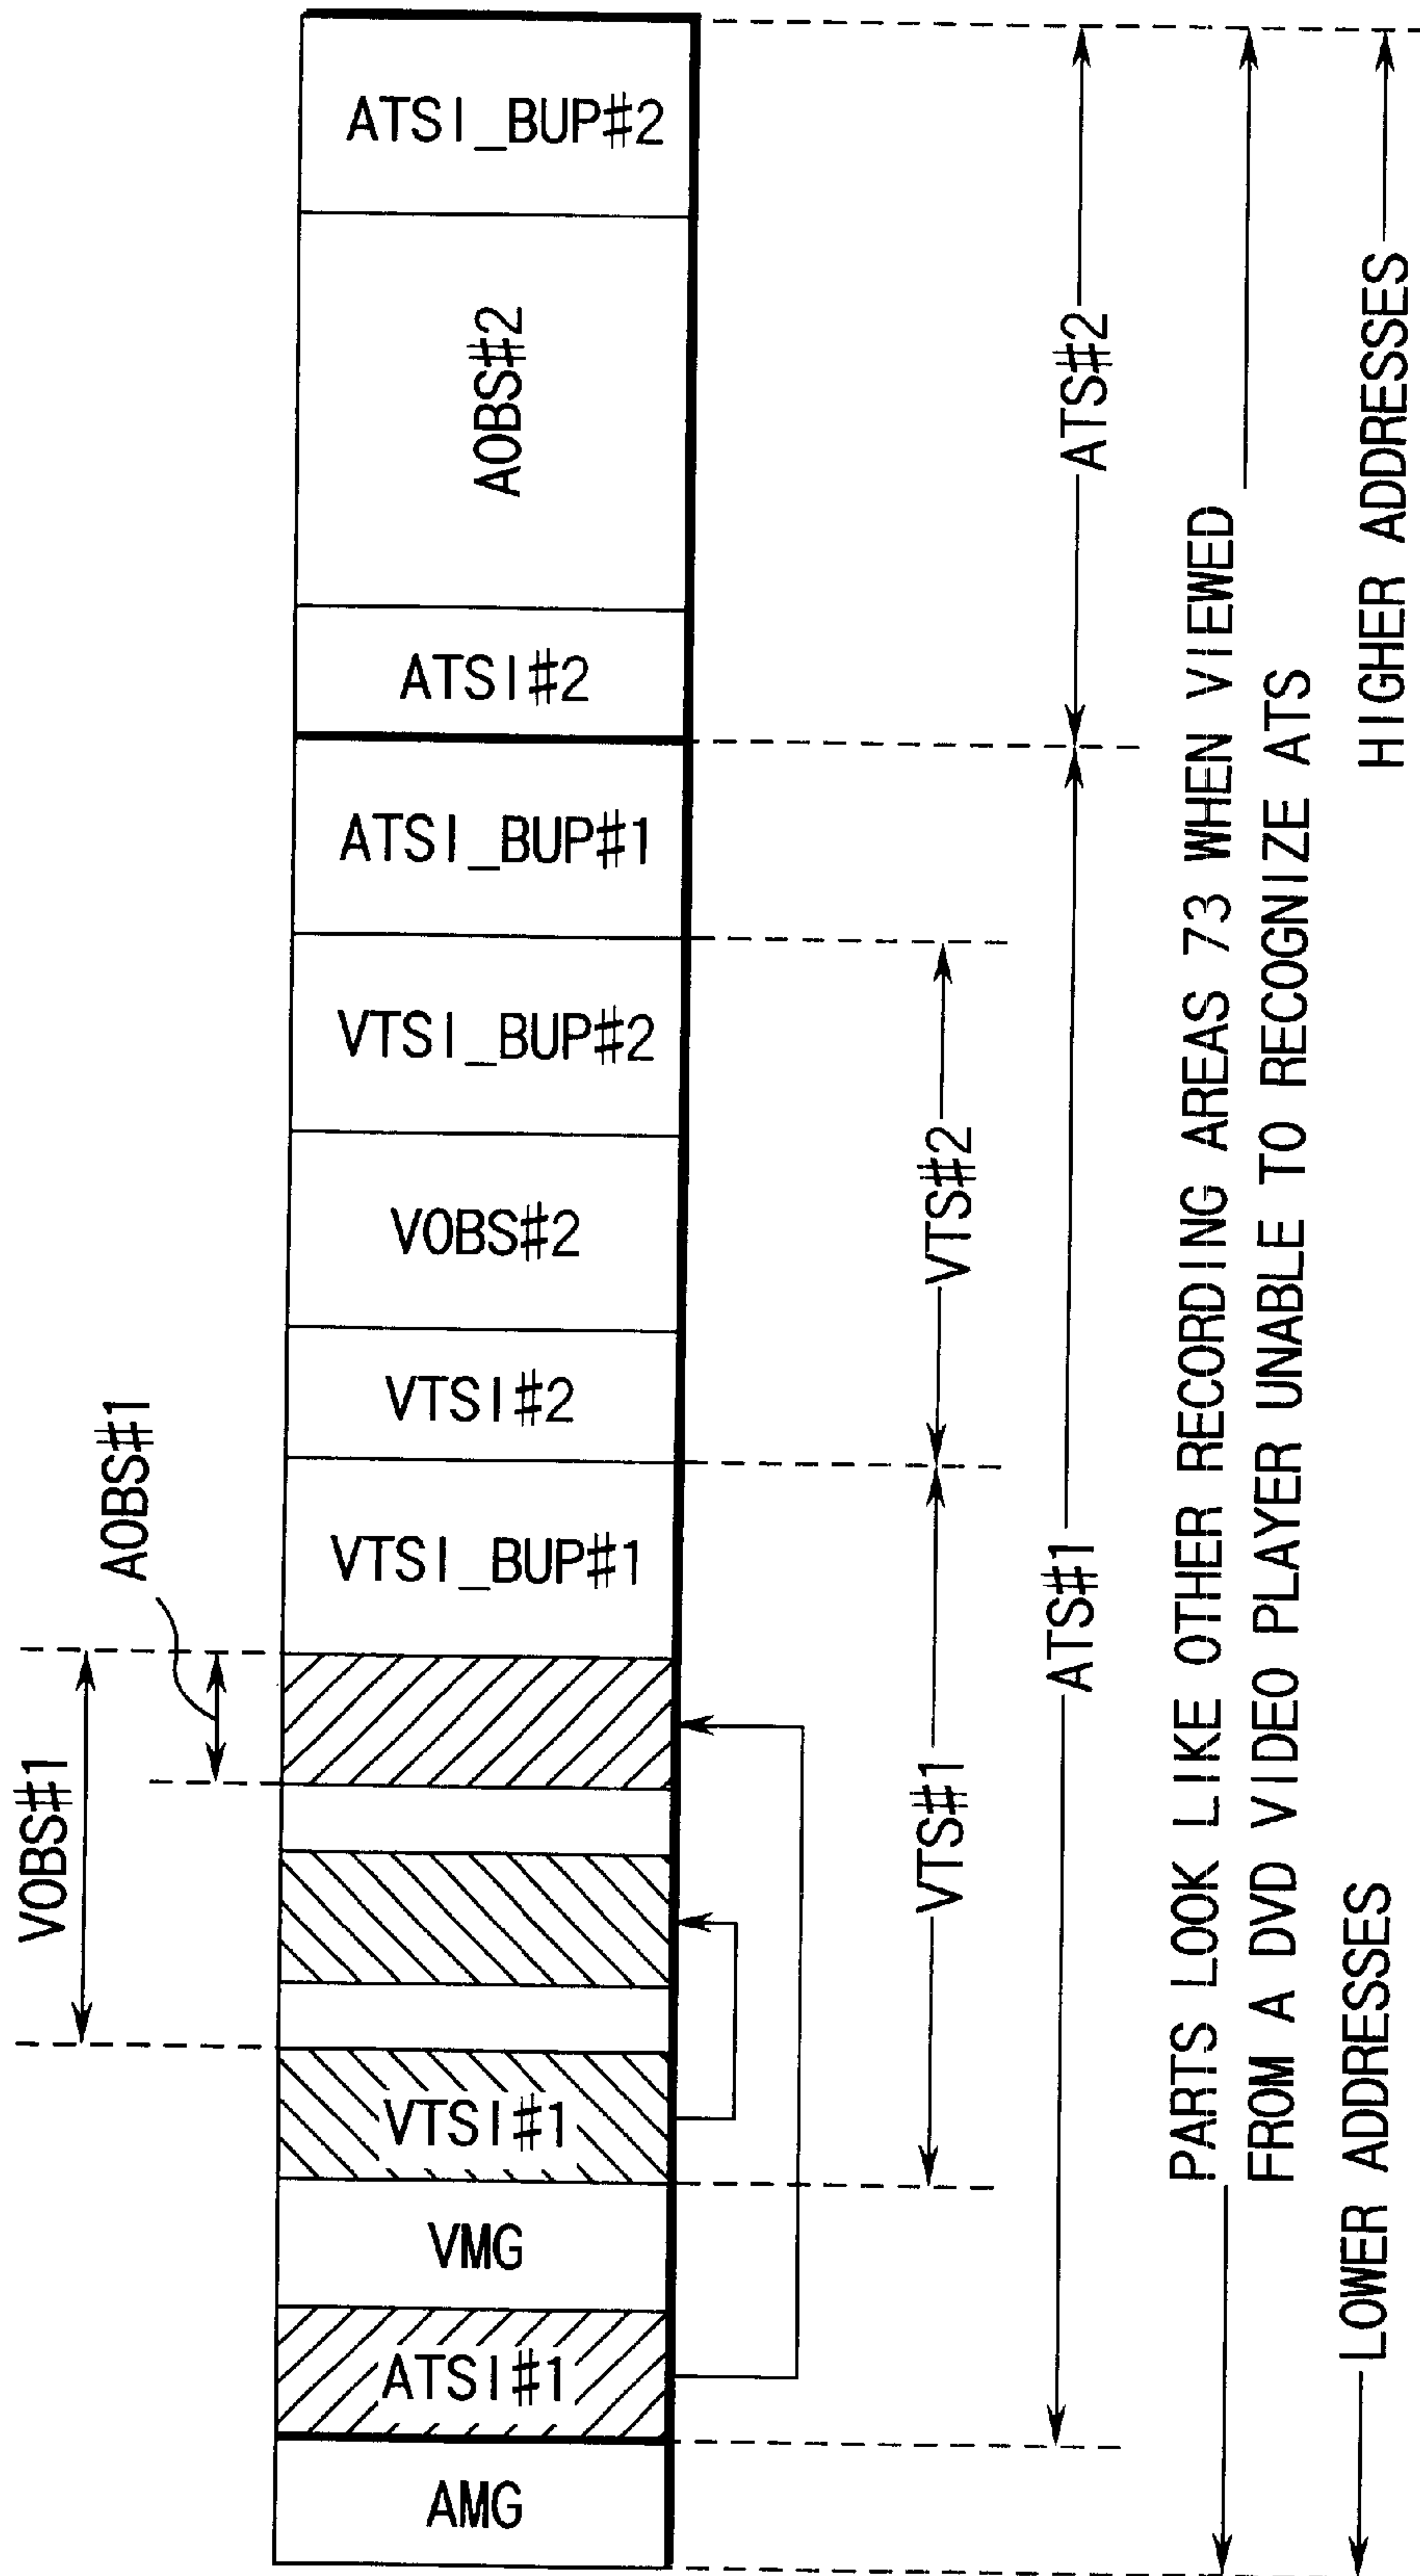 ATSI_BUP#2
AOBS#2
ATSI#2
ATSI_BUP#1
VTSI_BUP#2
VOBS#2
VTSI#2
VTSI_BUP#1
VTSI#1
VMG
ATSI#1
AMG
AOBS#1
VOBS#1
VTS#2
VTS#1
ATS#2
ATS#1
PARTS LOOK LIKE OTHER RECORDING AREAS 73 WHEN VIEWED
FROM A DVD VIDEO PLAYER UNABLE TO RECOGNIZE ATS
LOWER ADDRESSES
HIGHER ADDRESSES